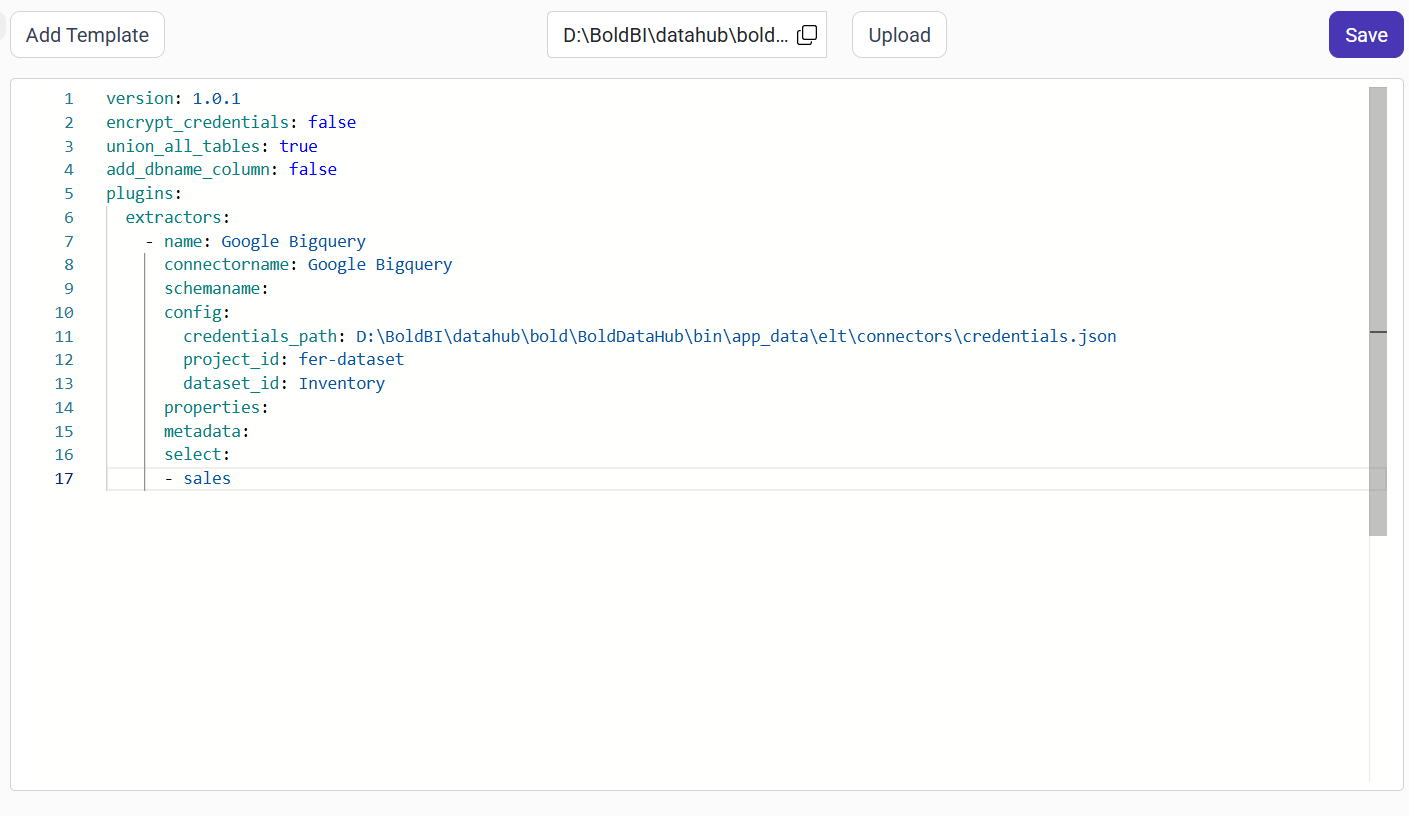 Add Template
D:\BoldBI\datahub\bold...
Upload
Save
1 version: 1.0.1
2 encrypt_credentials: false
3 union_all_tables: true
4 add_dbname_column: false
5 plugins:
6 extractors:
7 - name: Google Bigquery
8 connectorname: Google Bigquery
9 schemaname:
10 config:
11 credentials_path: D:\BoldBI\datahub\bold\BoldDataHub\bin\app_data\elt\connectors\credentials.json
12 project_id: fer-dataset
13 dataset_id: Inventory
14 properties:
15 metadata:
16 select:
17 - sales